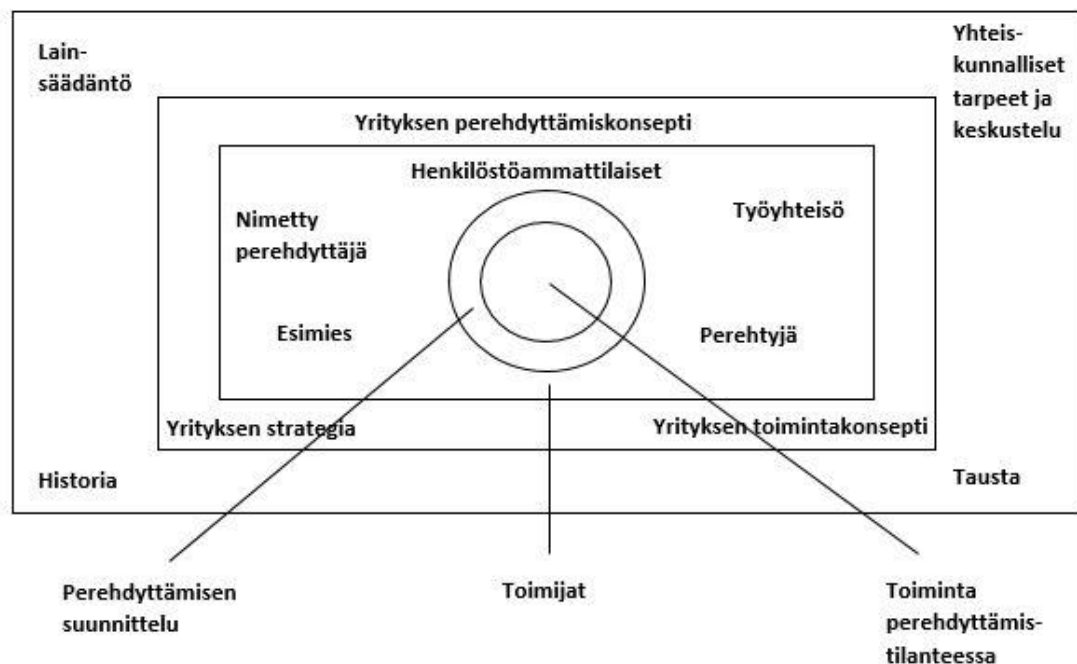 Lain-
säädäntö
Yhteis-
kunnalliset
tarpeet ja
keskustelu
Yrityksen perehdyttämiskonsepti
Henkilöstöammattilaiset
Nimetty
perehdyttäjä
Työyhteisö
Esimies
Perehtyjä
Yrityksen strategia
Yrityksen toimintakonsepti
Historia
Tausta
Perehdyttämisen
suunnittelu
Toimijat
Toiminta
perehdyttämis-
tilanteessa